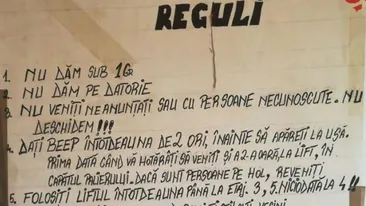 REGULI
1. NU DĂM SUB 1G
2. NU DĂM PE DATORIE
3. NU VENIȚI NEANUNȚAȚI SAU CU PERSOANE NECUNOSCUTE. NU
DESCHIDEM !!!
4. DAȚI BEEP ÎNTOTDEAUNA DE 2 ORI, ÎNAINTE SĂ APĂREȚI LA UȘĂ.
PRIMA DATĂ CÂND VĂ HOTĂRÂȚI SĂ VENIȚI ȘI A 2-A OARĂ, LA LIFT, ÎN
CAPĂTUL PALIERULUI. DACĂ SUNT PERSOANE PE HOL, REVENIȚI
5. FOLOSIȚI LIFTUL ÎNTOTDEAUNA PÂNĂ LA ETAJ. 3, 5. NICIODATĂ LA 4 !!
VECINI